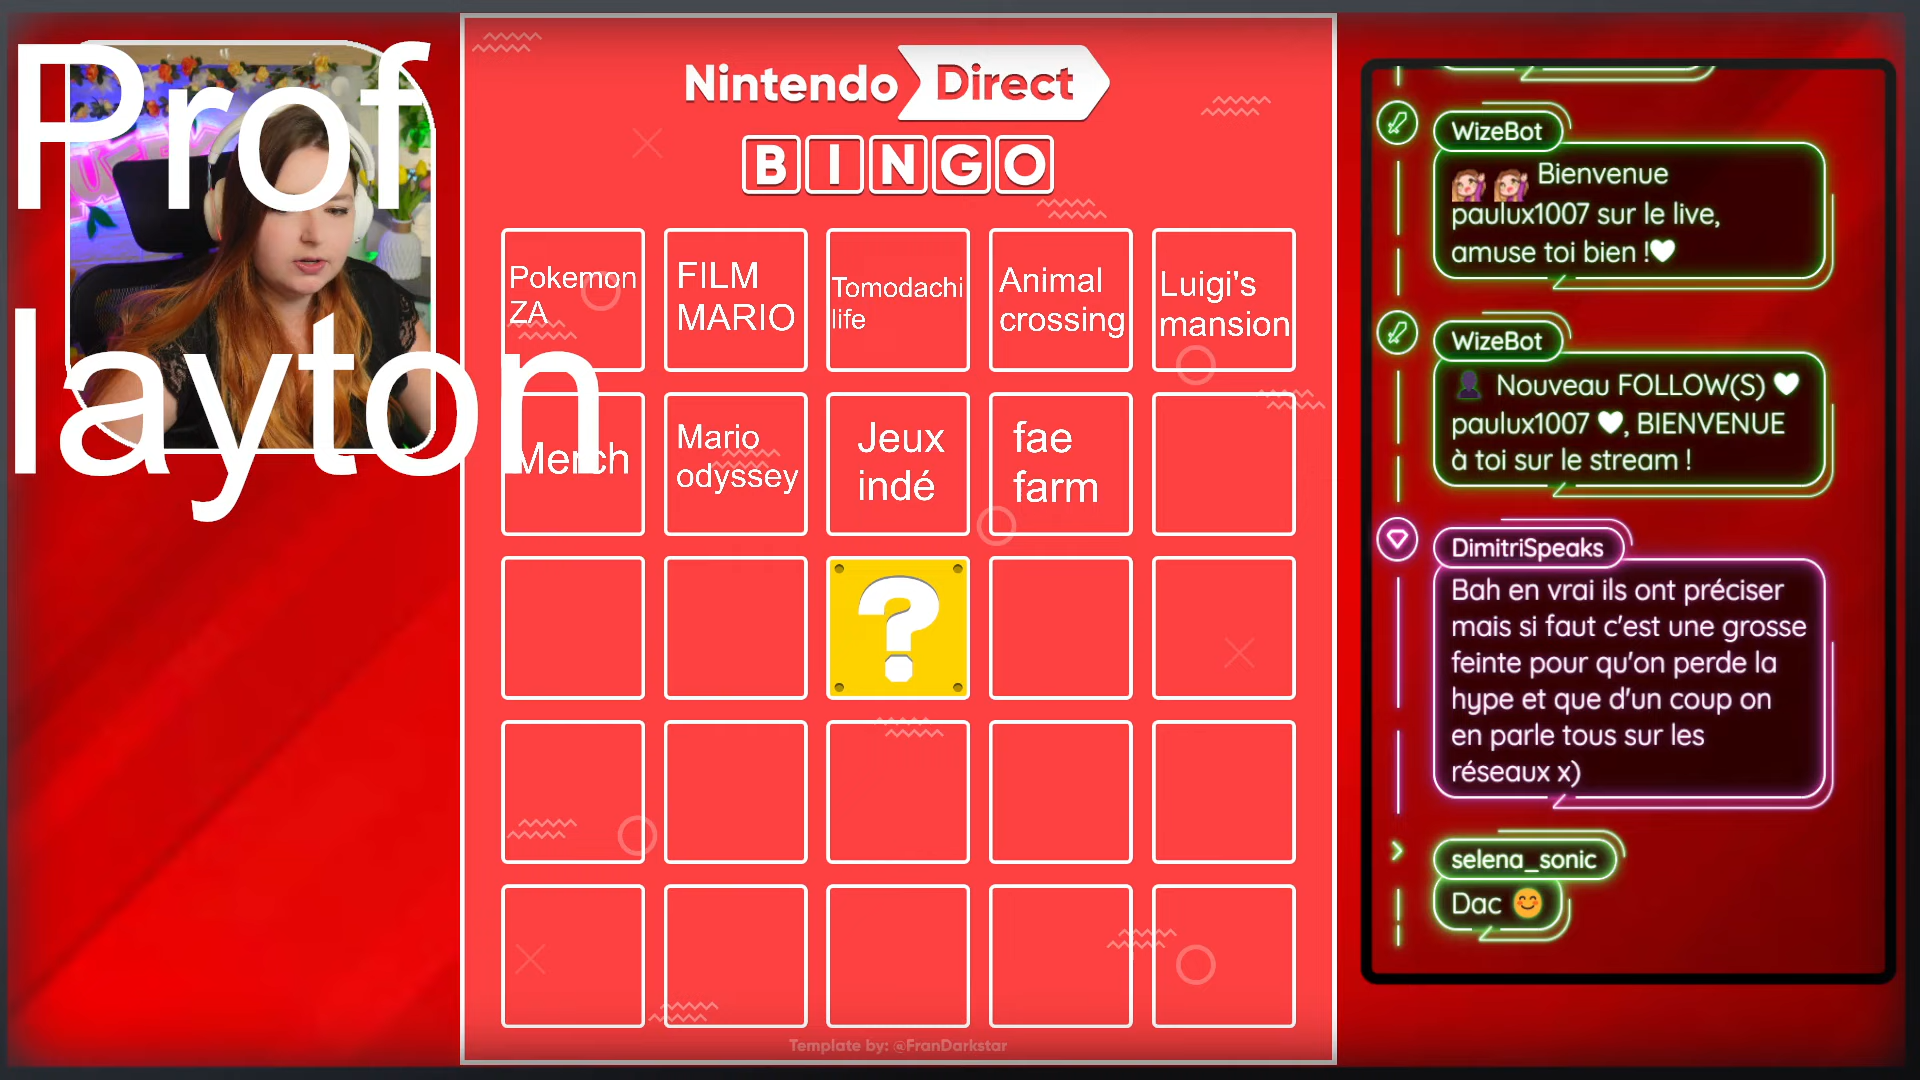 Prof
layton
Nintendo Direct
BINGO
Pokemon
ZA
FILM
MARIO
Tomodachi
life
Animal
crossing
Luigi's
mansion
Merch
Mario
odyssey
Jeux
indé
fae
farm
?
Template by: @FranDarkstar
WizeBot
Bienvenue
paulux1007 sur le live,
amuse toi bien !🤍
WizeBot
👤 Nouveau FOLLOW(S) 🤍
paulux1007 🤍, BIENVENUE
à toi sur le stream !
DimitriSpeaks
Bah en vrai ils ont préciser
mais si faut c'est une grosse
feinte pour qu'on perde la
hype et que d'un coup on
en parle tous sur les
réseaux x)
selena_sonic
Dac 😊